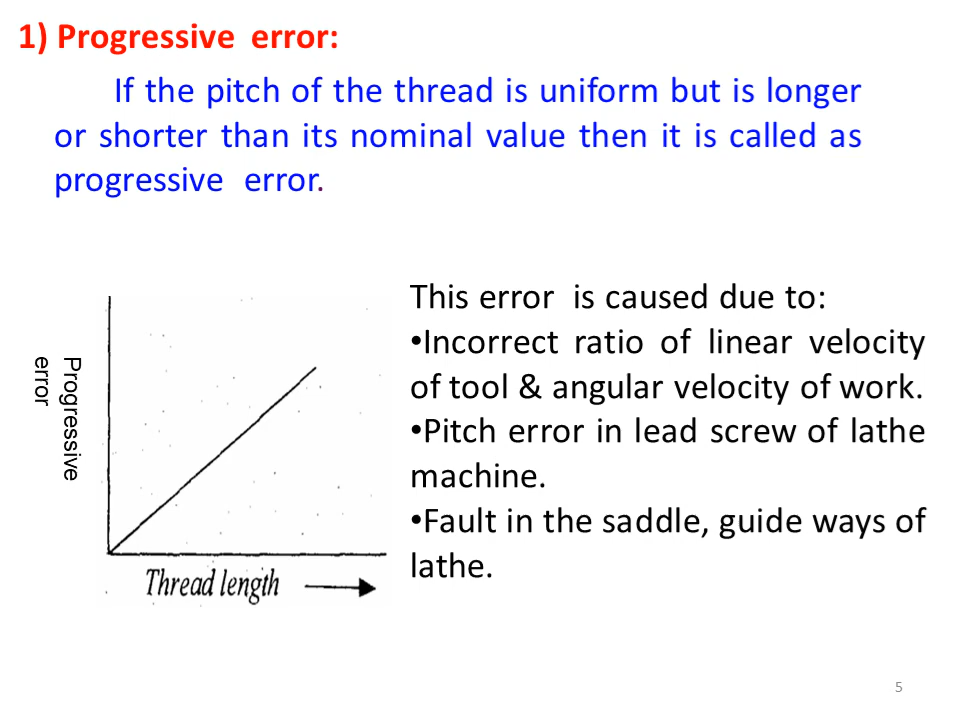 1) Progressive error:
If the pitch of the thread is uniform but is longer
or shorter than its nominal value then it is called as
progressive error.
Progressive
error
Thread length
This error is caused due to:
•Incorrect ratio of linear velocity
of tool & angular velocity of work.
•Pitch error in lead screw of lathe
machine.
•Fault in the saddle, guide ways of
lathe.
5